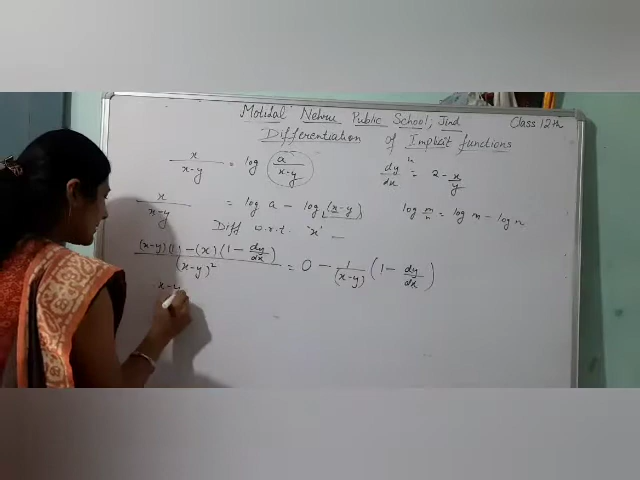 Motilal Nehru Public School, Jind Class 12th
Differentiation of Implicit functions
x/(x-y) = log (a/(x-y)) dy/dx = 2 - x/y
x/(x-y) = log a - log (x-y) log m/n = log m - log n
Diff w.r.t. 'x' -
((x-y)(1) - (x)(1 - dy/dx))/(x-y)² = 0 - 1/(x-y) (1 - dy/dx)
x-y